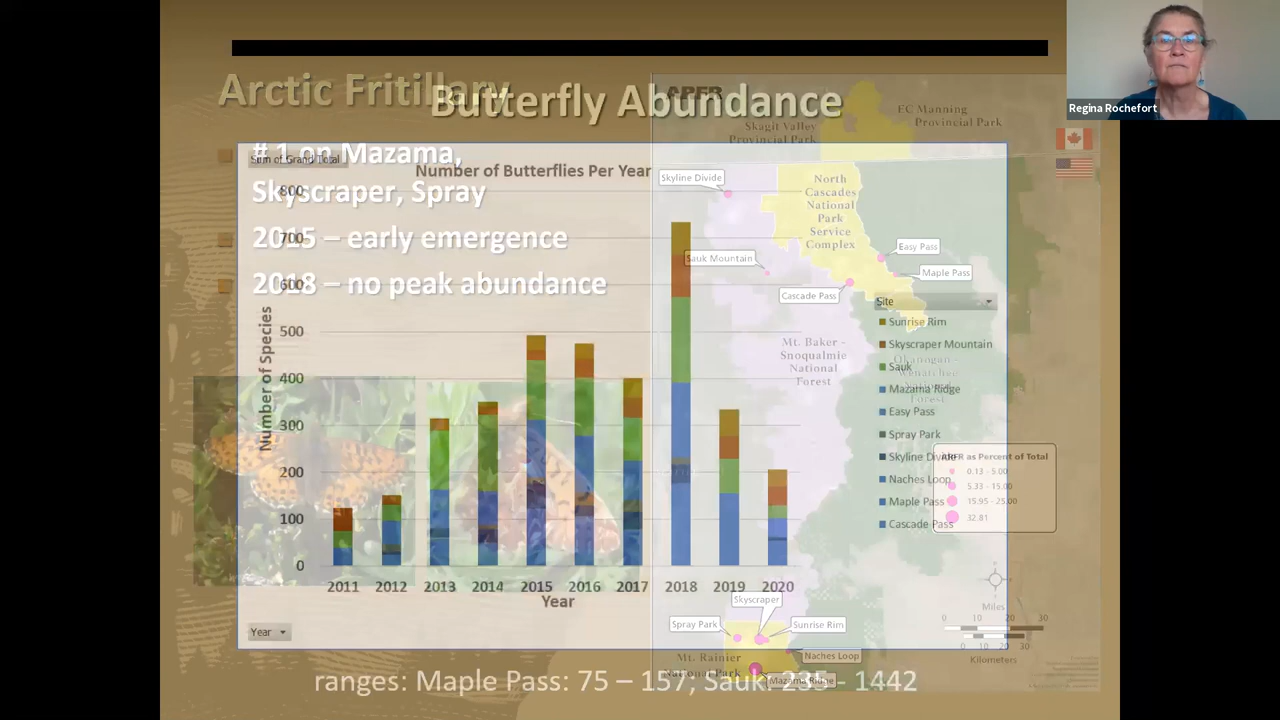 Regina Rochefort
Arctic Fritillary
Butterfly Abundance
APFR
EC Manning
Provincial Park
Skagit Valley
Provincial Park
# 1 on Mazama,
Skyscraper, Spray
2015 – early emergence
2018 – no peak abundance
Sum of Grand Total
Number of Butterflies Per Year
Number of Species
800
700
600
500
400
300
200
100
0
2011 2012 2013 2014 2015 2016 2017 2018 2019 2020
Year
Year
Skyline Divide
North
Cascades
National
Park
Service
Complex
Easy Pass
Sauk Mountain
Maple Pass
Cascade Pass
Mt. Baker -
Snoqualmie
National
Forest
Okanogan -
Wenatchee
Forest
Site
Sunrise Rim
Skyscraper Mountain
Sauk
Mazama Ridge
Easy Pass
Spray Park
Skyline Divide
Naches Loop
Maple Pass
Cascade Pass
as Percent of Total
0.13 - 5.00
5.33 - 15.00
15.95 - 25.00
32.81
Skyscraper
Spray Park
Sunrise Rim
Naches Loop
Mt. Rainier
National Park
Mazama Ridge
Miles
0 10 20 30
0 10 20 30
Kilometers
ranges: Maple Pass: 75 – 157; Sauk: 235 - 1442